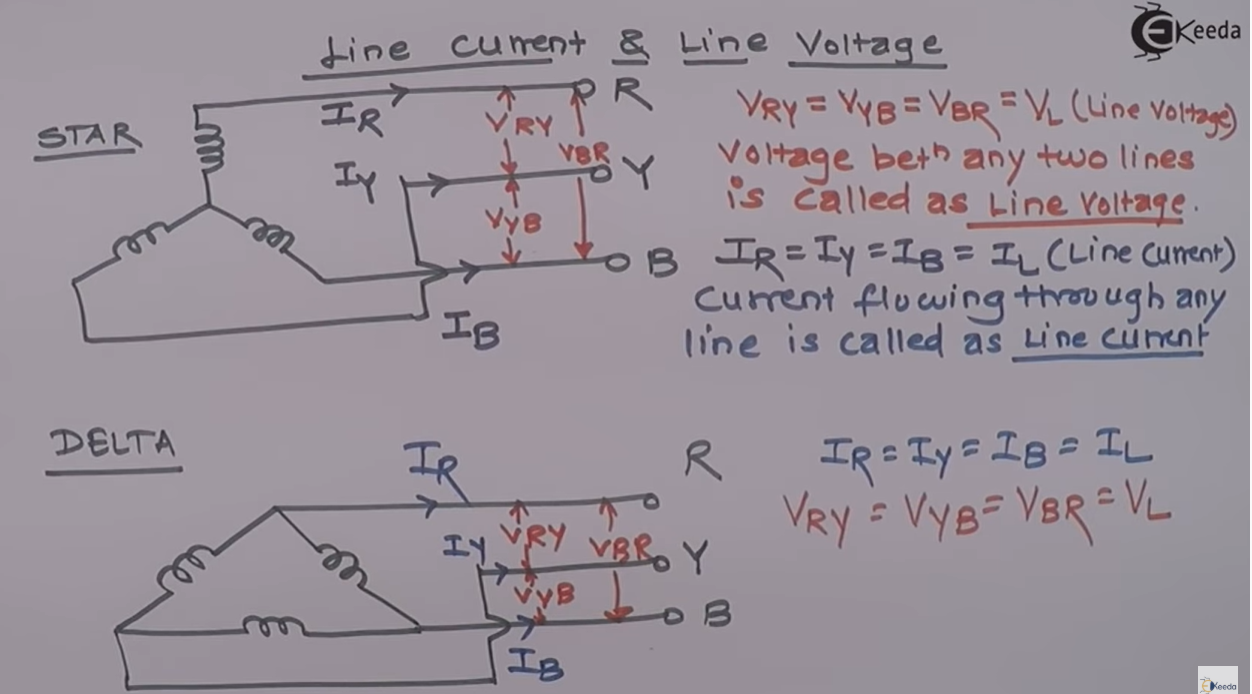 Line Current & Line Voltage
EKeeda
STAR
IR
R
VRY
VBR
IY
Y
VYB
B
IB
VRY = VYB = VBR = VL (Line Voltage)
Voltage betn any two lines
is called as Line Voltage.
IR = IY = IB = IL (Line Current)
Current flowing through any
line is called as Line Current
DELTA
IR
R
VRY
VBR
IY
Y
VYB
B
IB
IR = IY = IB = IL
VRY = VYB = VBR = VL
EKeeda